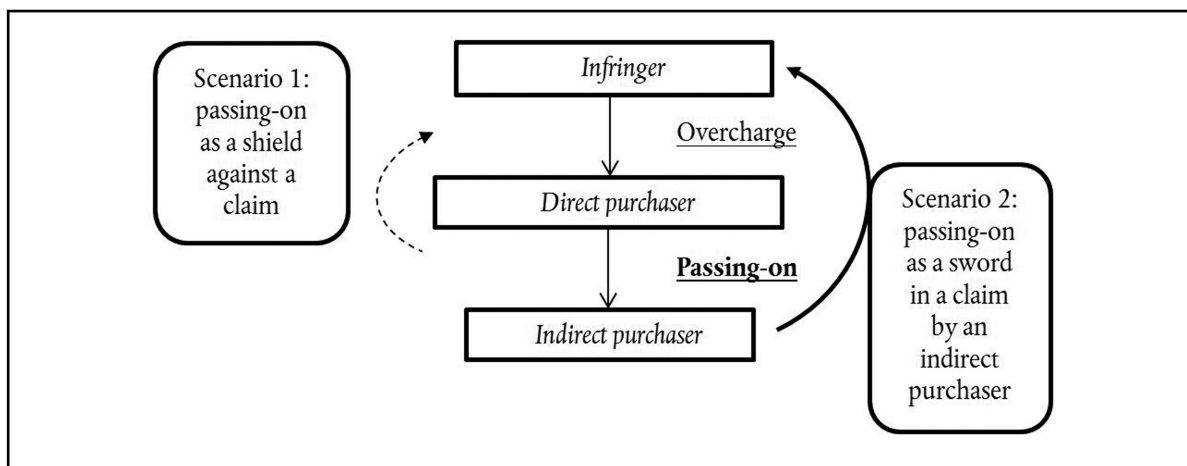 Scenario 1:
passing-on
as a shield
against a
claim
Infringer
Overcharge
Direct purchaser
Passing-on
Indirect purchaser
Scenario 2:
passing-on
as a sword
in a claim
by an
indirect
purchaser